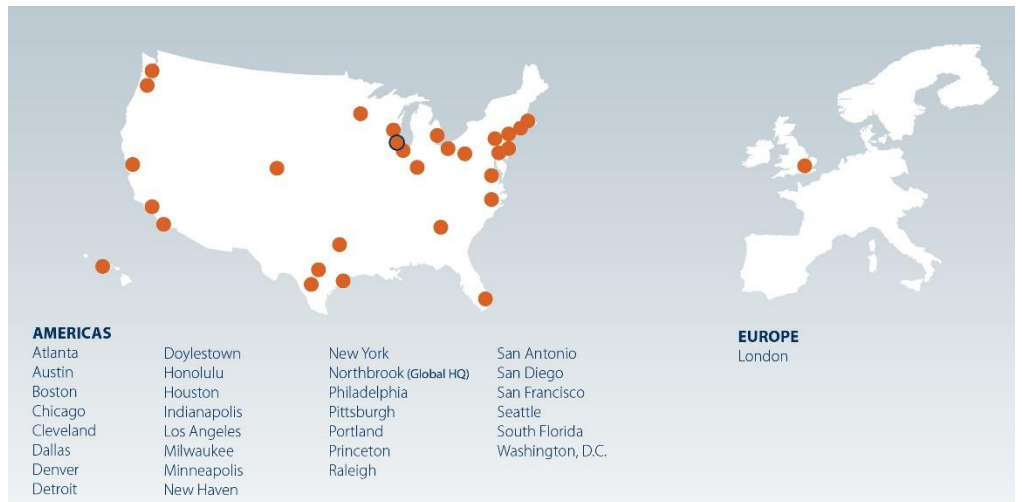 AMERICAS
Atlanta
Austin
Boston
Chicago
Cleveland
Dallas
Denver
Detroit
Doylestown
Honolulu
Houston
Indianapolis
Los Angeles
Milwaukee
Minneapolis
New Haven
New York
Northbrook (Global HQ)
Philadelphia
Pittsburgh
Portland
Princeton
Raleigh
San Antonio
San Diego
San Francisco
Seattle
South Florida
Washington, D.C.
EUROPE
London